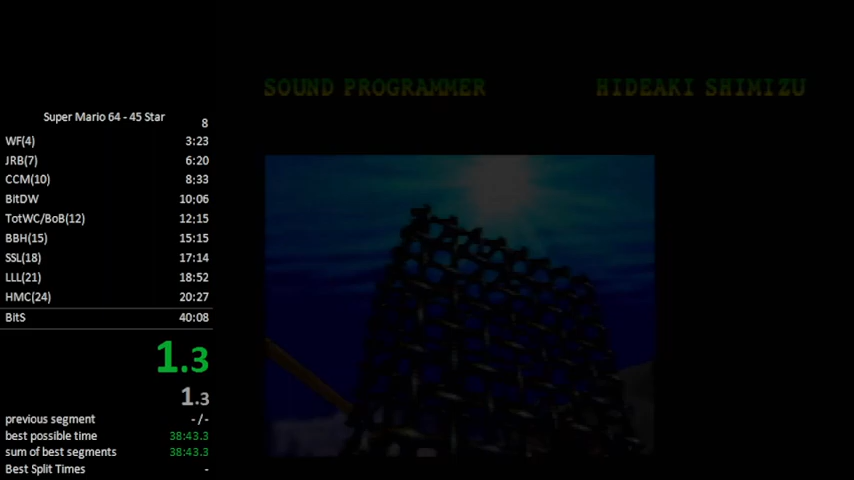 SOUND PROGRAMMER HIDEAKI SHIMIZU
Super Mario 64 - 45 Star 8
WF(4) 3:23
JRB(7) 6:20
CCM(10) 8:33
BitDW 10:06
TotWC/BoB(12) 12:15
BBH(15) 15:15
SSL(18) 17:14
LLL(21) 18:52
HMC(24) 20:27
BitS 40:08
1.3
1.3
previous segment -/-
best possible time 38:43.3
sum of best segments 38:43.3
Best Split Times -